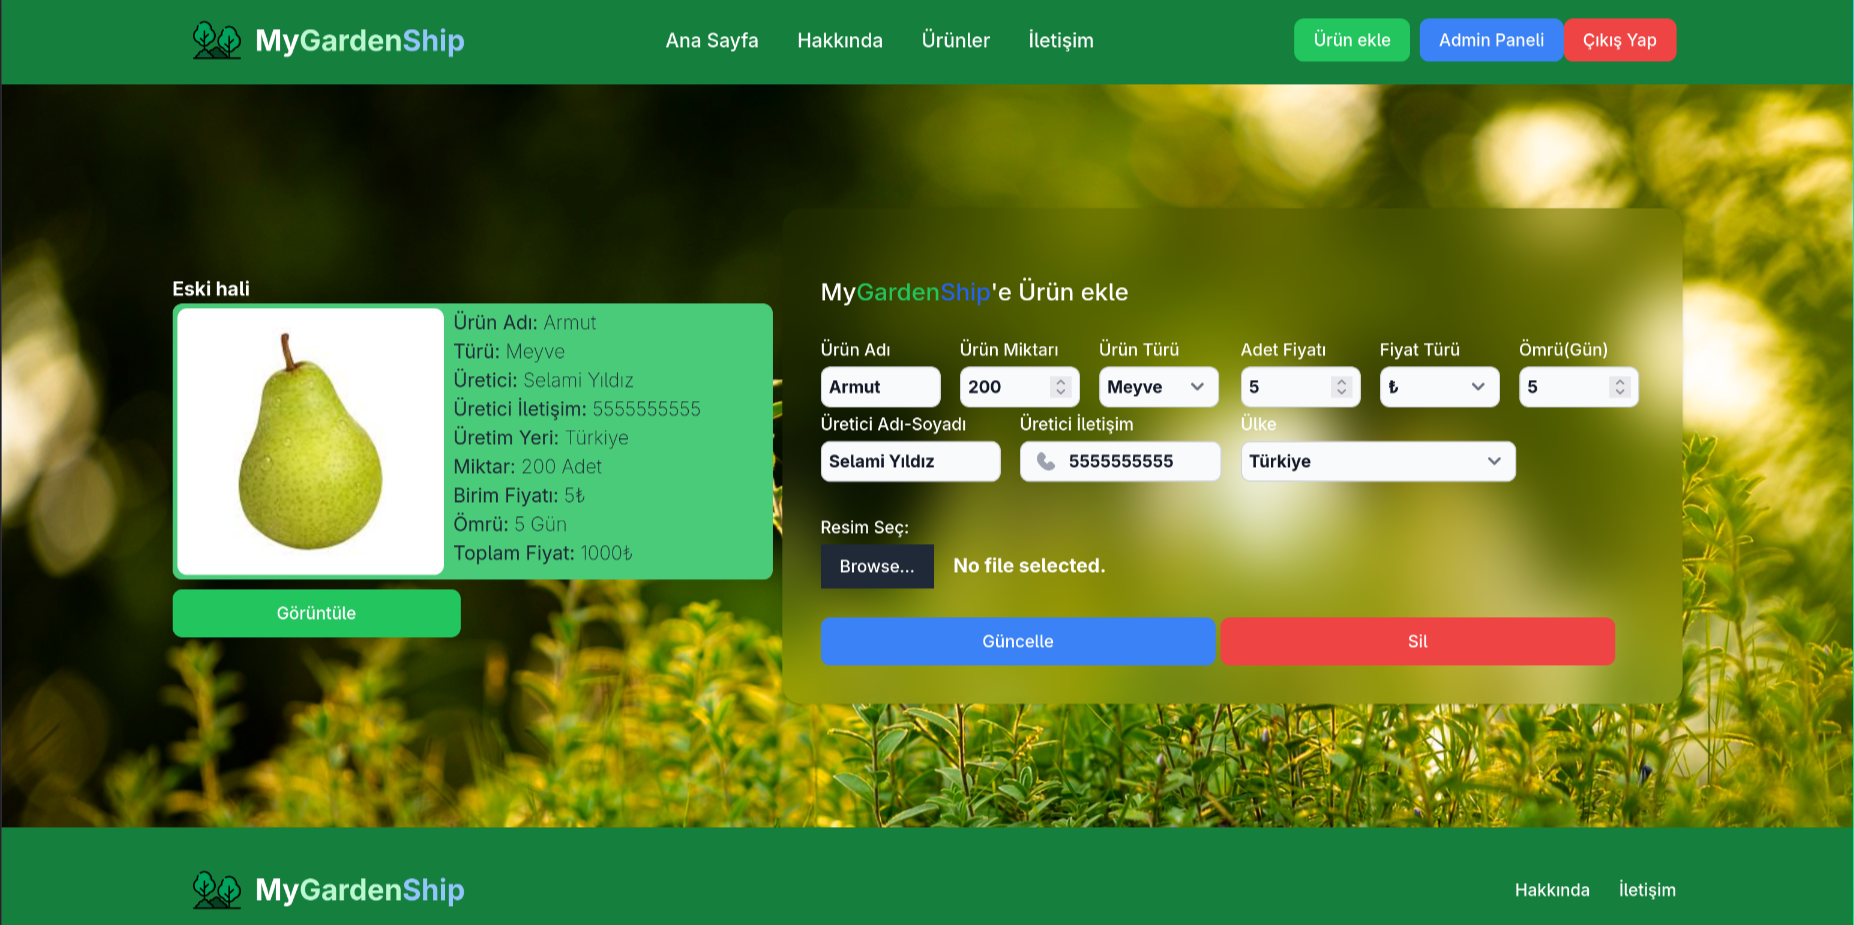 MyGardenShip
Ana Sayfa Hakkında Ürünler İletişim
Ürün ekle Admin Paneli Çıkış Yap
Eski hali
Ürün Adı: Armut
Türü: Meyve
Üretici: Selami Yıldız
Üretici İletişim: 5555555555
Üretim Yeri: Türkiye
Miktar: 200 Adet
Birim Fiyatı: 5₺
Ömrü: 5 Gün
Toplam Fiyat: 1000₺
Görüntüle
MyGardenShip'e Ürün ekle
Ürün Adı Ürün Miktarı Ürün Türü Adet Fiyatı Fiyat Türü Ömrü(Gün)
Armut 200 Meyve 5 ₺ 5
Üretici Adı-Soyadı Üretici İletişim Ülke
Selami Yıldız 5555555555 Türkiye
Resim Seç:
Browse... No file selected.
Güncelle Sil
MyGardenShip
Hakkında İletişim